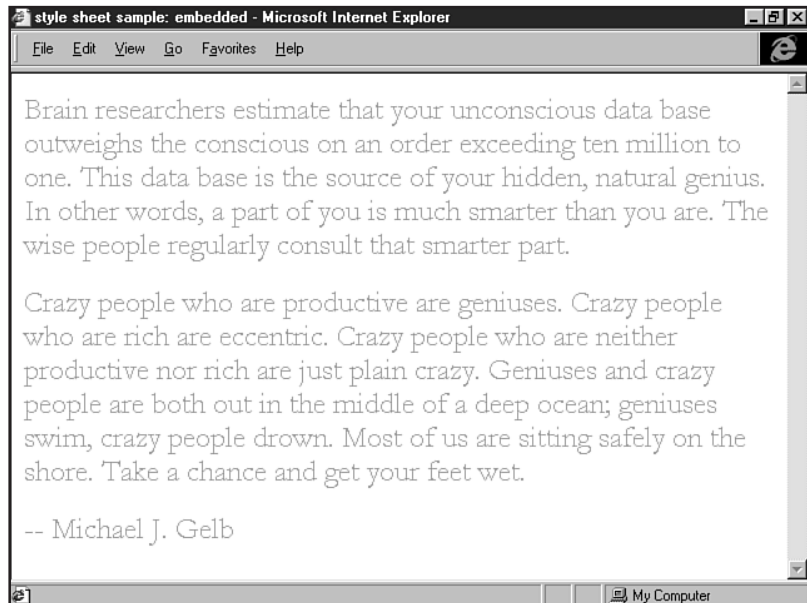 style sheet sample: embedded - Microsoft Internet Explorer
File Edit View Go Favorites Help
Brain researchers estimate that your unconscious data base
outweighs the conscious on an order exceeding ten million to
one. This data base is the source of your hidden, natural genius.
In other words, a part of you is much smarter than you are. The
wise people regularly consult that smarter part.
Crazy people who are productive are geniuses. Crazy people
who are rich are eccentric. Crazy people who are neither
productive nor rich are just plain crazy. Geniuses and crazy
people are both out in the middle of a deep ocean; geniuses
swim, crazy people drown. Most of us are sitting safely on the
shore. Take a chance and get your feet wet.
-- Michael J. Gelb
My Computer